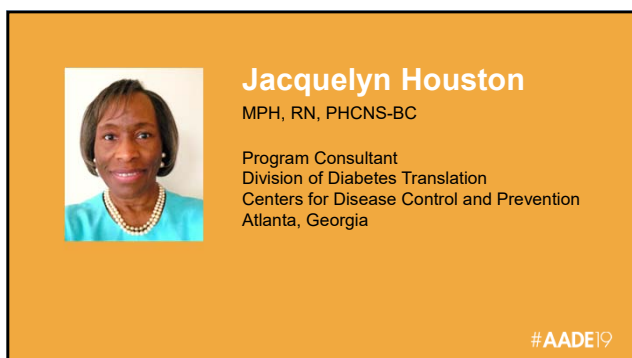 Jacquelyn Houston
MPH, RN, PHCNS-BC
Program Consultant
Division of Diabetes Translation
Centers for Disease Control and Prevention
Atlanta, Georgia
#AADE19